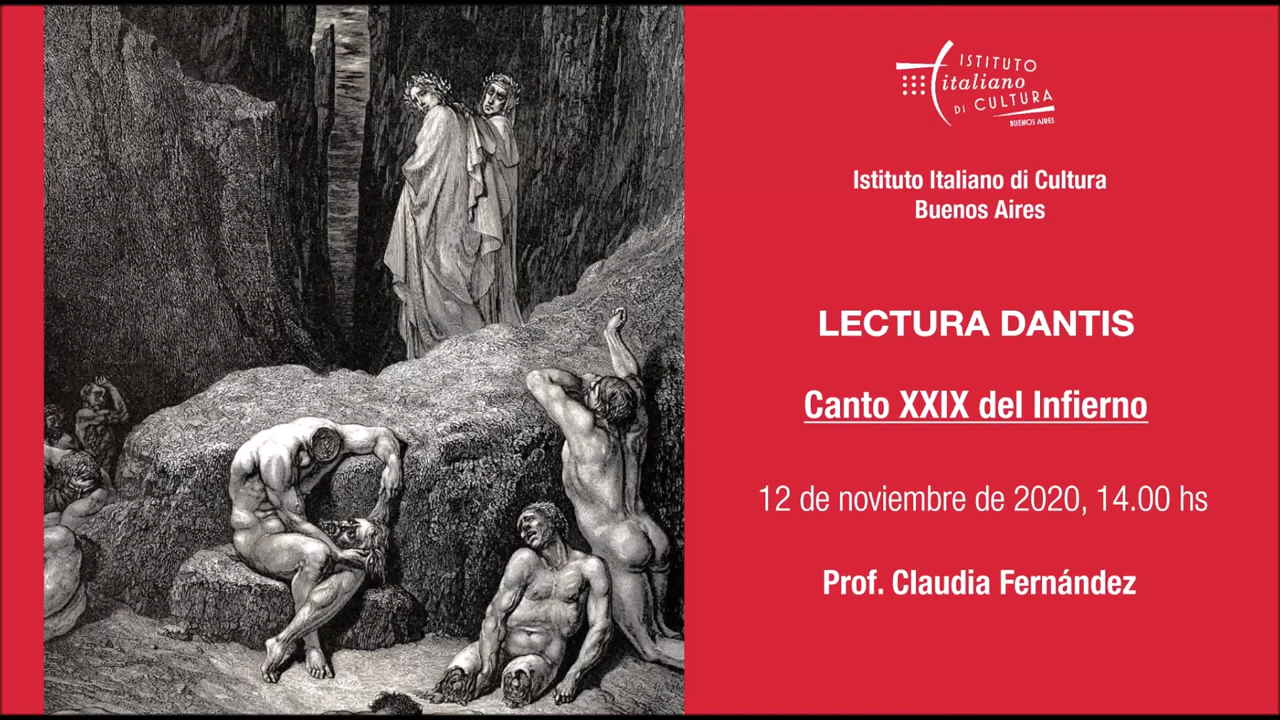 ISTITUTO
italiano
DI CULTURA
BUENOS AIRES
Istituto Italiano di Cultura
Buenos Aires
LECTURA DANTIS
Canto XXIX del Infierno
12 de noviembre de 2020, 14.00 hs
Prof. Claudia Fernández